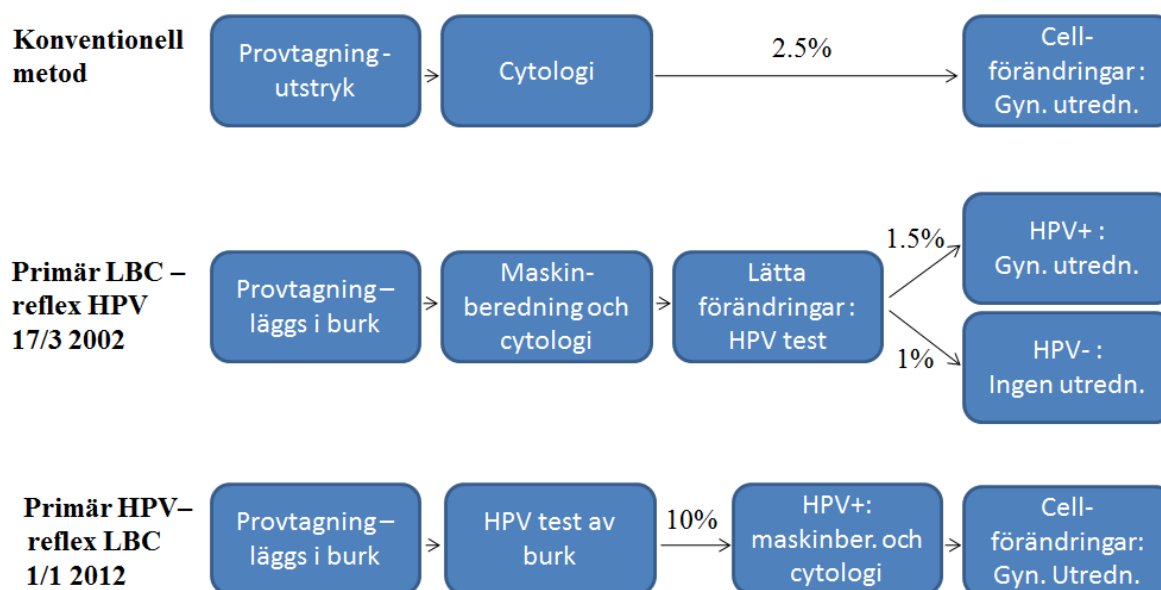 Konventionell
metod
Provtagning -
utstryk
Cytologi
2.5%
Cell-
förändringar :
Gyn. utredn.
Primär LBC –
reflex HPV
17/3 2002
Provtagning –
läggs i burk
Maskin-
beredning och
cytologi
Lätta
förändringar :
HPV test
1.5%
HPV+ :
Gyn. utredn.
1%
HPV- :
Ingen utredn.
Primär HPV–
reflex LBC
1/1 2012
Provtagning –
läggs i burk
HPV test av
burk
10%
HPV+:
maskinber. och
cytologi
Cell-
förändringar:
Gyn. Utredn.